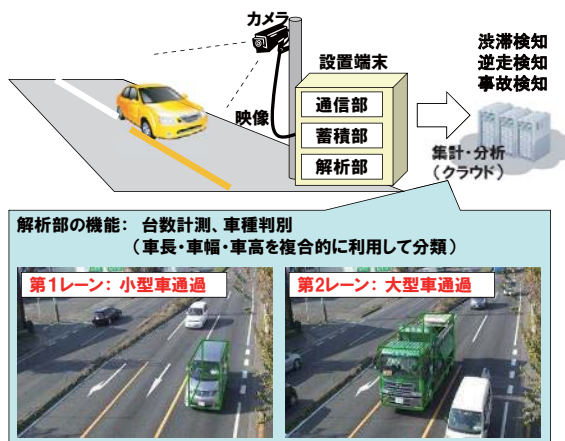 カメラ
設置端末
通信部
蓄積部
解析部
映像
渋滞検知
逆走検知
事故検知
集計・分析
(クラウド)
解析部の機能: 台数計測、車種判別
(車長・車幅・車高を複合的に利用して分類)
第1レーン: 小型車通過
第2レーン: 大型車通過